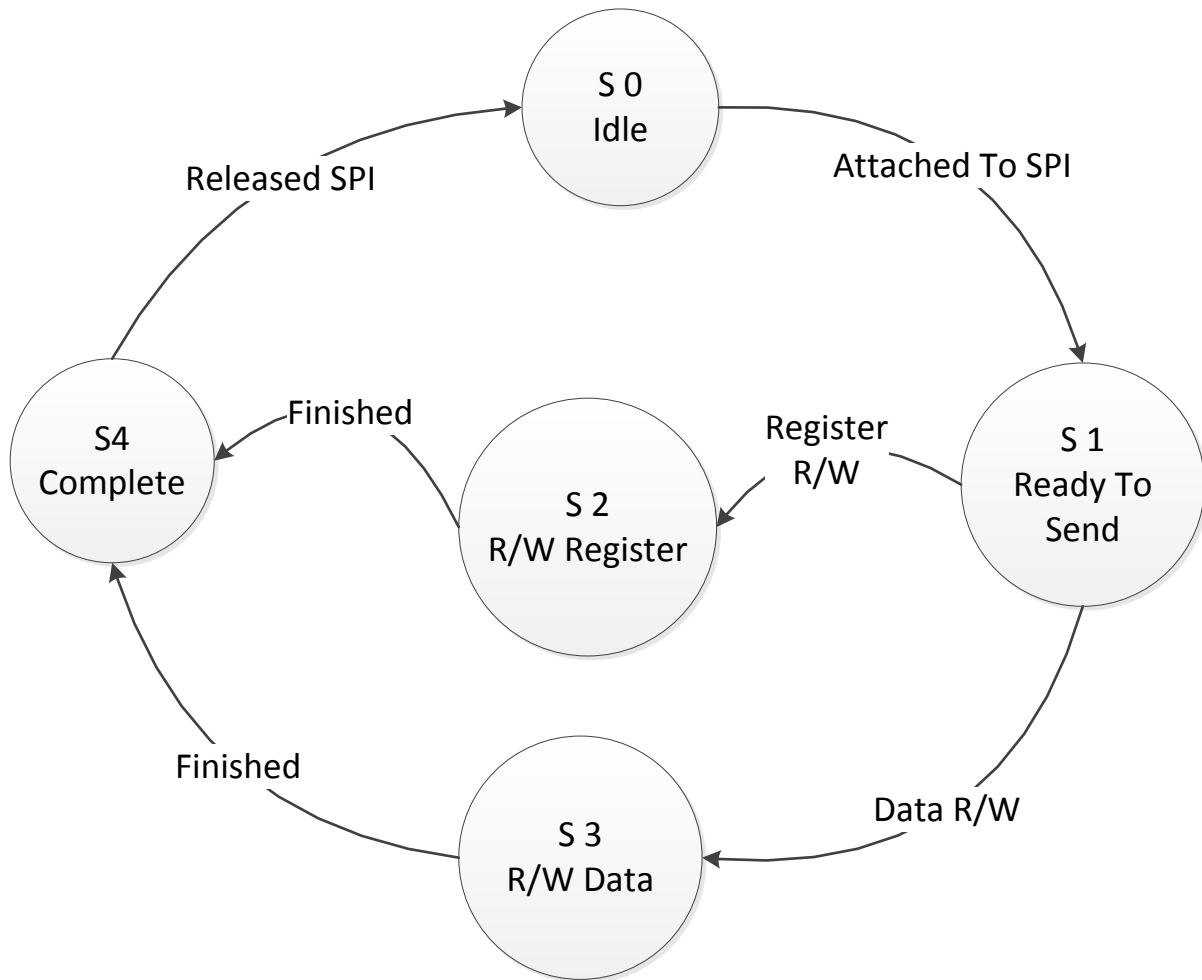 S 0
Idle
Attached To SPI
Released SPI
S 1
Ready To
Send
Register
R/W
Finished
S4
Complete
S 2
R/W Register
Data R/W
Finished
S 3
R/W Data